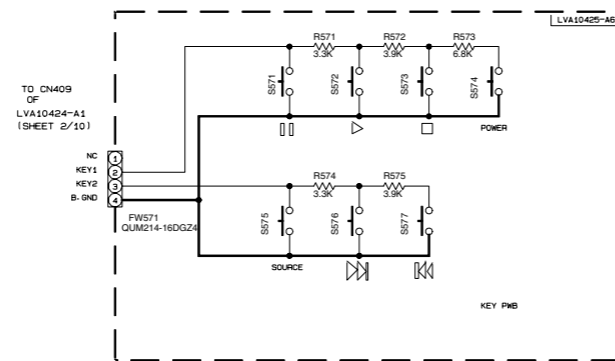 LVA10425-A6
R571
3.3K
R572
3.9K
R573
6.8K
S571
S572
S573
S574
POWER
TO CN409
OF
LVA10424-A1
(SHEET 2/10)
NC 1
KEY1 2
KEY2 3
B.GND 4
FW571
QUM214-16DGZ4
R574
3.3K
R575
3.9K
S575
S576
S577
SOURCE
KEY PWB